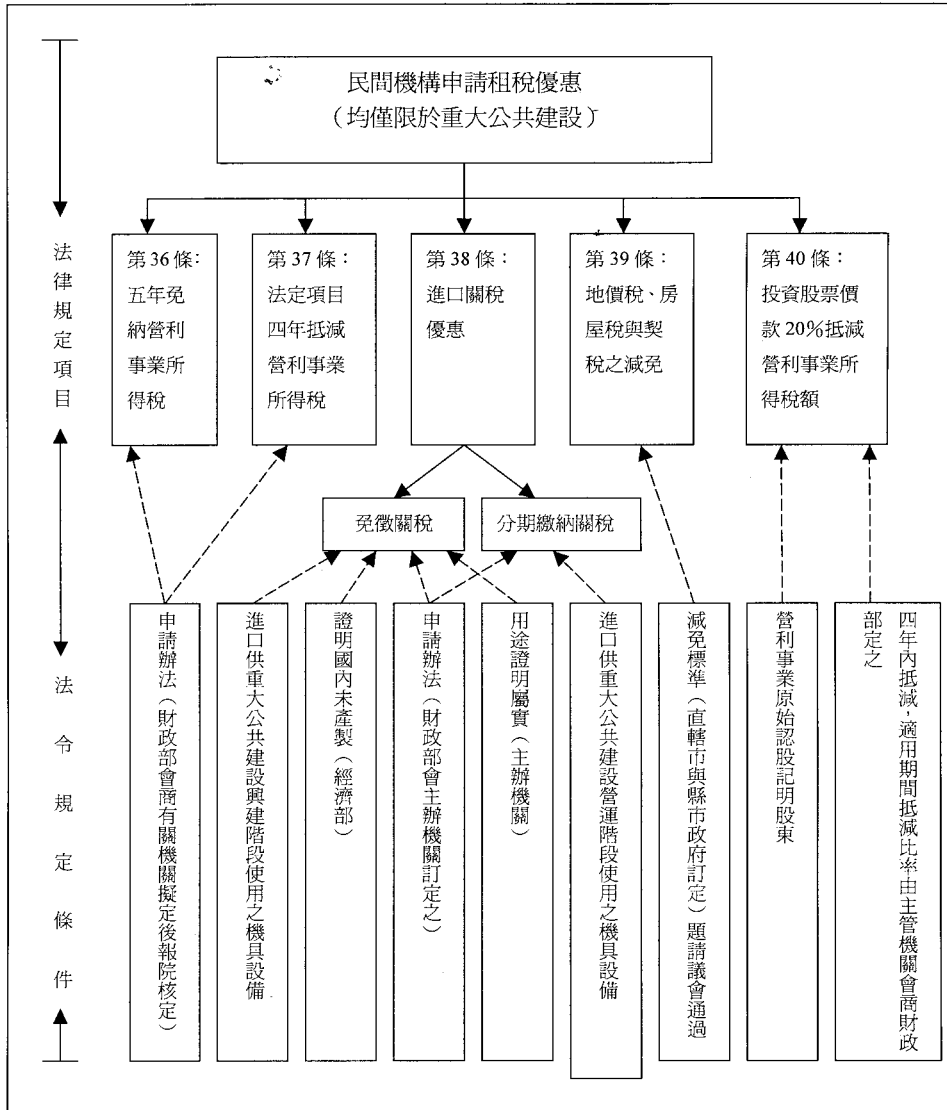 民間機構申請租稅優惠
（均僅限於重大公共建設）
法律規定項目
第 36 條：
五年免
納營利
事業所
得稅
第 37 條：
法定項目
四年抵減
營利事業
所得稅
第 38 條：
進口關稅
優惠
第 39 條：
地價稅、房
屋稅與契
稅之減免
第 40 條：
投資股票價
款 20%抵減
營利事業所
得稅額
免徵關稅
分期繳納關稅
法令規定條件
申請辦法（財政部會商有關機關擬定後報院核定）
進口供重大公共建設興建階段使用之機具設備
證明國內未產製（經濟部）
申請辦法（財政部會主辦機關訂定之）
用途證明屬實（主辦機關）
進口供重大公共建設營運階段使用之機具設備
減免標準（直轄市與縣市政府訂定）題請議會通過
營利事業原始認股記明股東
四年內抵減，適用期間抵減比率由主管機關會商財政
部定之